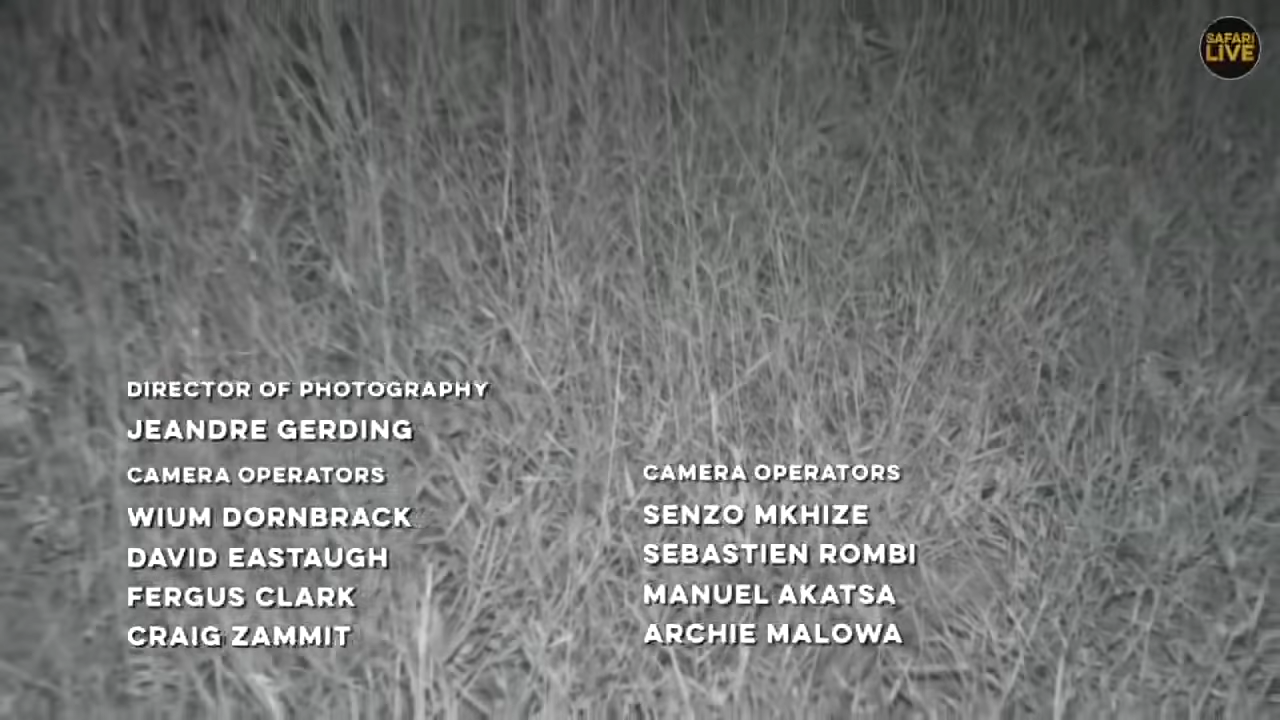 SAFARI
LIVE
DIRECTOR OF PHOTOGRAPHY
JEANDRE GERDING
CAMERA OPERATORS
WIUM DORNBRACK
DAVID EASTAUGH
FERGUS CLARK
CRAIG ZAMMIT
CAMERA OPERATORS
SENZO MKHIZE
SEBASTIEN ROMBI
MANUEL AKATSA
ARCHIE MALOWA